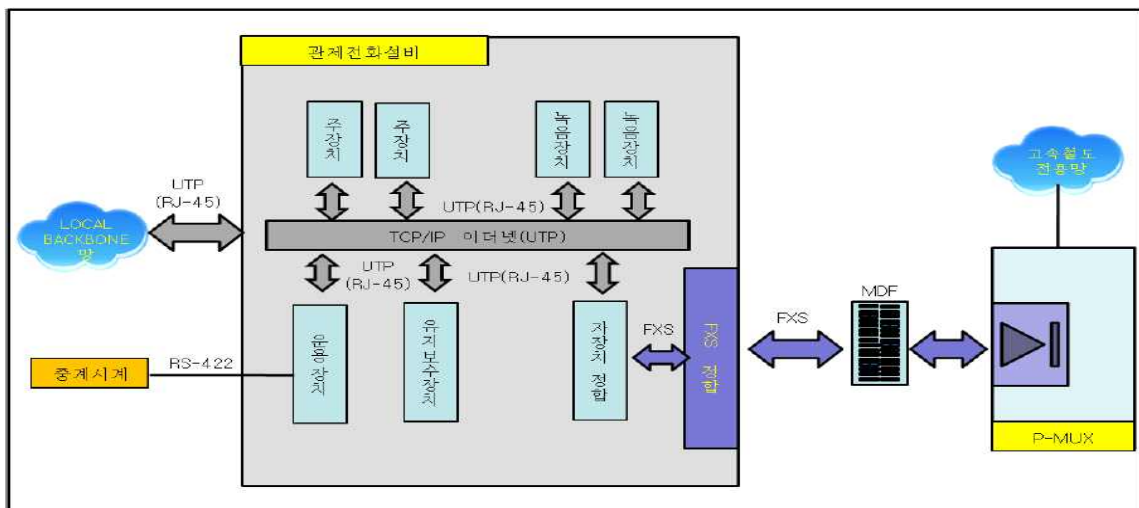 관제전화설비
주장치
주장치
녹음장치
녹음장치
고속철도
전용망
UTP
(RJ-45)
UTP(RJ-45)
LOCAL
BACKBONE
망
TCP/IP 이더넷(UTP)
UTP
(RJ-45)
UTP(RJ-45)
MDF
FXS
FXS
FXS 정합
운용장치
유지보수장치
자장치 정합
중계시계
RS-422
P-MUX